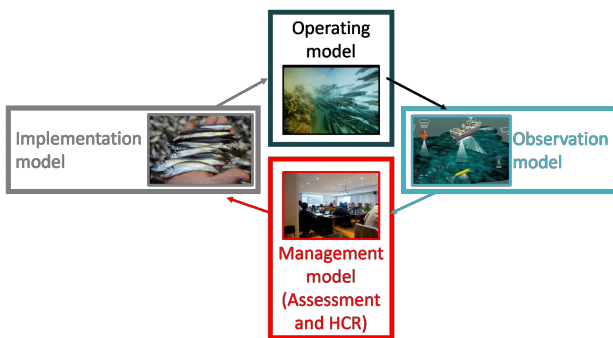 Operating
model
Implementation
model
Observation
model
Management
model
(Assessment
and HCR)